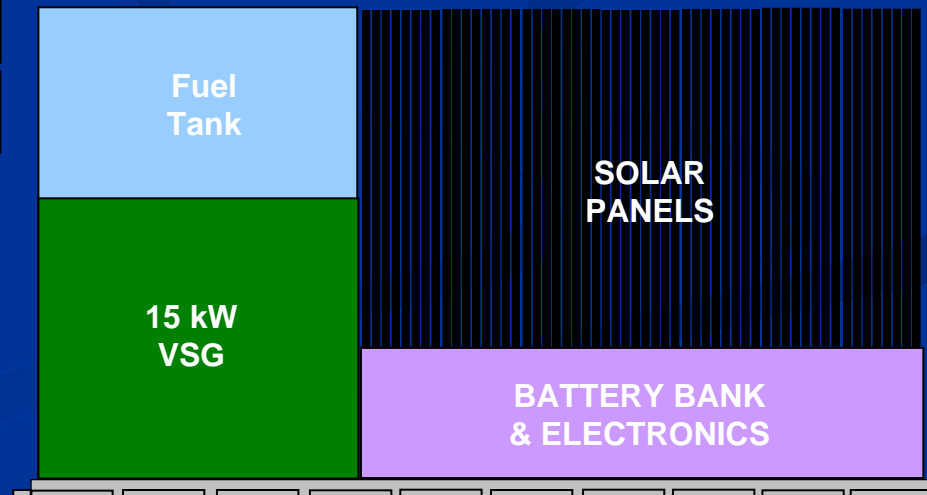 Fuel
Tank
SOLAR
PANELS
15 kW
VSG
BATTERY BANK
& ELECTRONICS